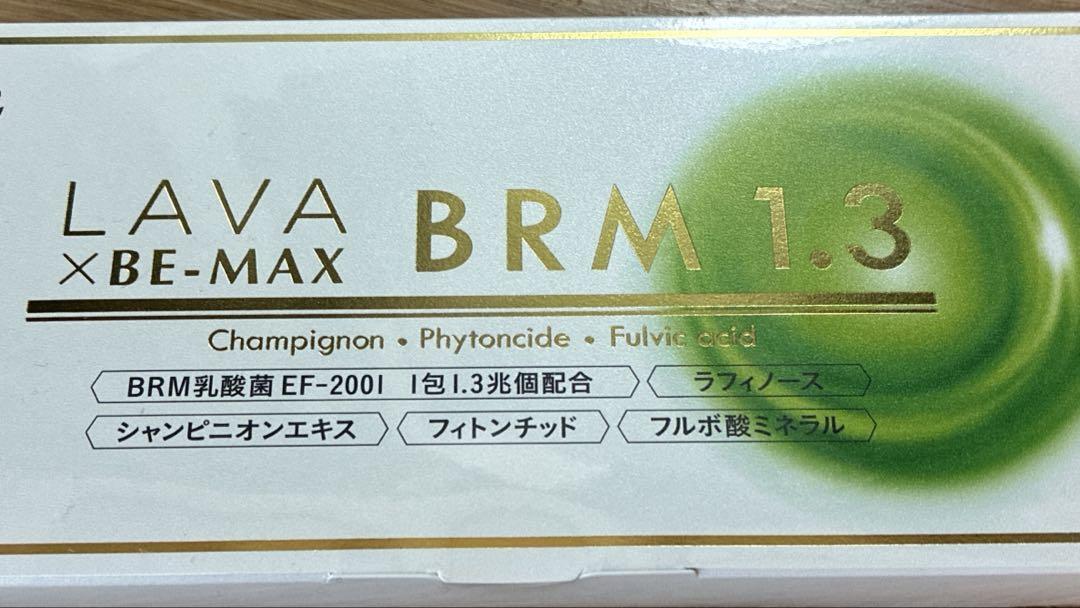 LAVA
×BE-MAX
BRM 1.3
Champignon • Phytoncide • Fulvic acid
BRM乳酸菌 EF-2001 1包1.3兆個配合
ラフィノース
シャンピニオンエキス
フィトンチッド
フルボ酸ミネラル